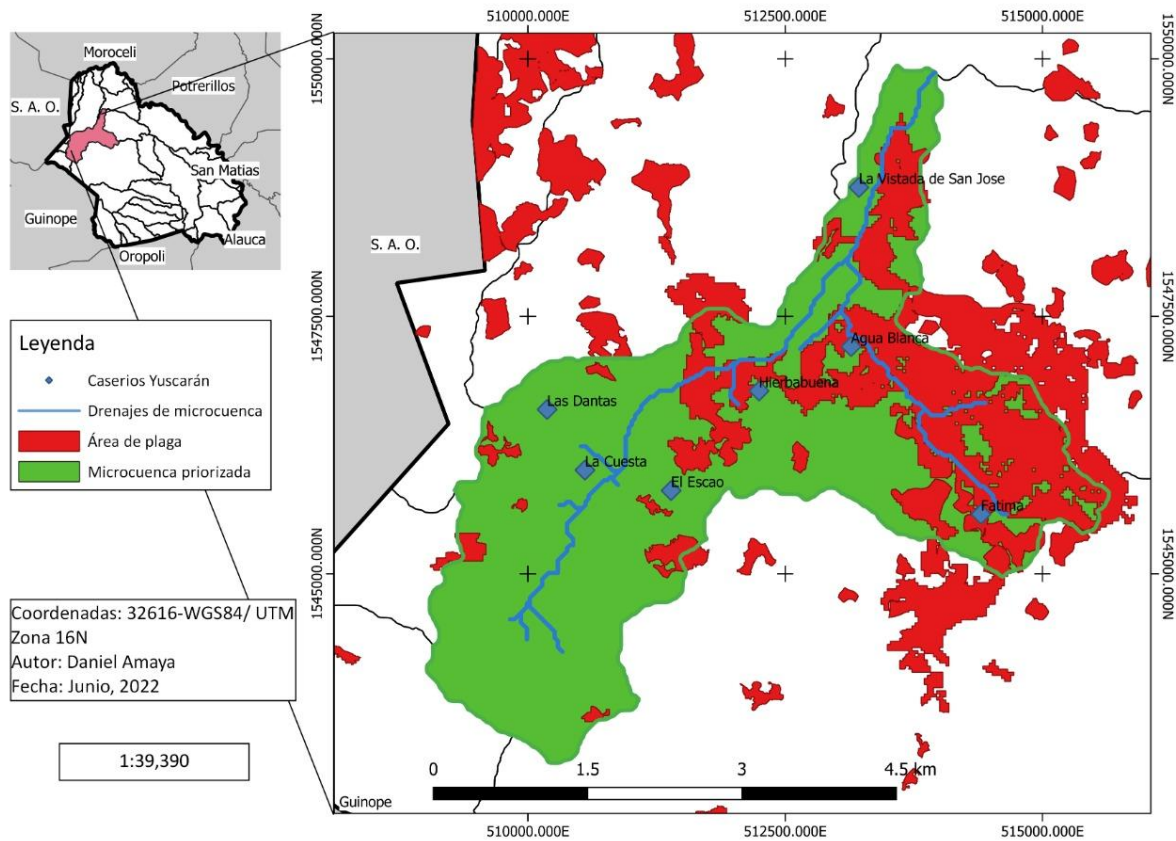 Moroceli
Potrerillos
S. A. O.
San Matias
Guinope
Alauca
Oropoli
Leyenda
Caserios Yuscarán
Drenajes de microcuenca
Área de plaga
Microcuenca priorizada
Coordenadas: 32616-WGS84/ UTM
Zona 16N
Autor: Daniel Amaya
Fecha: Junio, 2022
1:39,390
510000.000E
512500.000E
515000.000E
1550000.000N
1547500.000N
1545000.000N
1550000.000N
1547500.000N
1545000.000N
S. A. O.
La Vistada de San Jose
Agua Blanca
Hierbabuena
Las Dantas
La Cuesta
El Escao
Fatima
0
1.5
3
4.5 km
Guinope
510000.000E
512500.000E
515000.000E